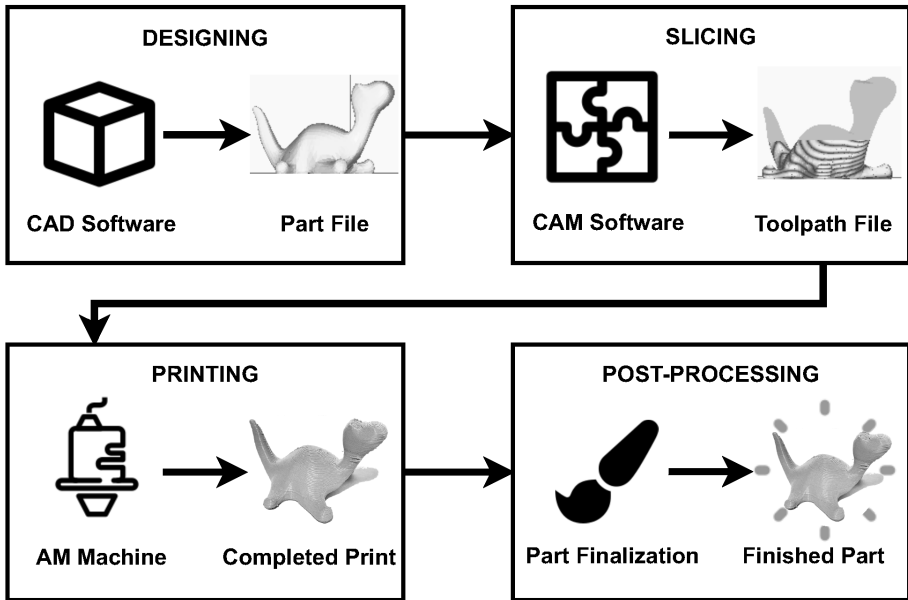 DESIGNING
CAD Software
Part File
SLICING
CAM Software
Toolpath File
PRINTING
AM Machine
Completed Print
POST-PROCESSING
Part Finalization
Finished Part